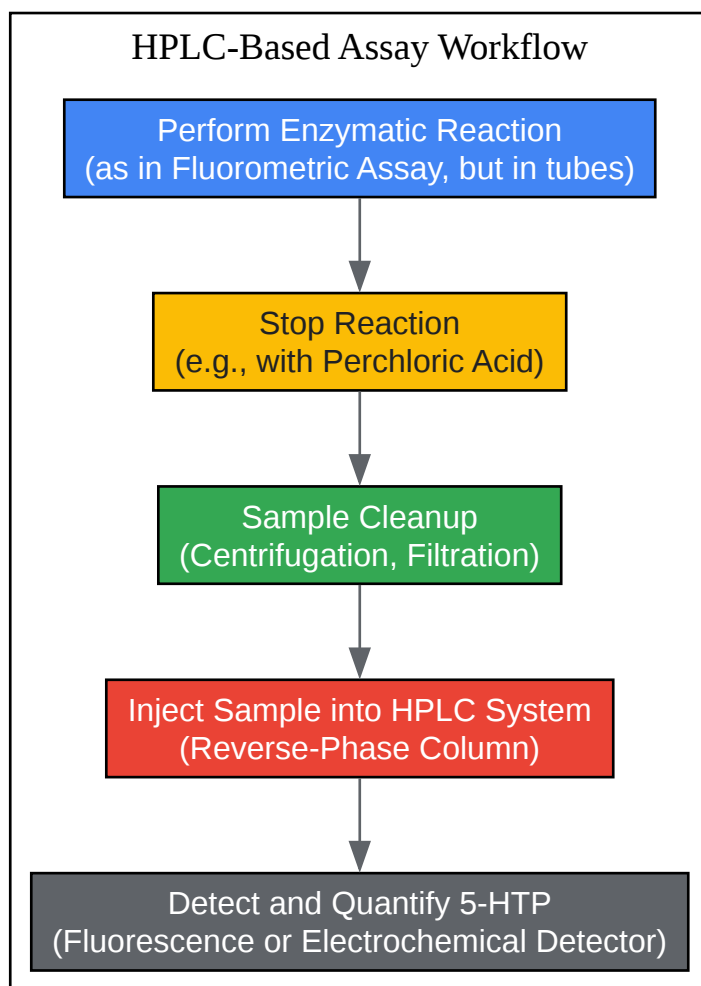 HPLC-Based Assay Workflow
Perform Enzymatic Reaction
(as in Fluorometric Assay, but in tubes)
Stop Reaction
(e.g., with Perchloric Acid)
Sample Cleanup
(Centrifugation, Filtration)
Inject Sample into HPLC System
(Reverse-Phase Column)
Detect and Quantify 5-HTP
(Fluorescence or Electrochemical Detector)